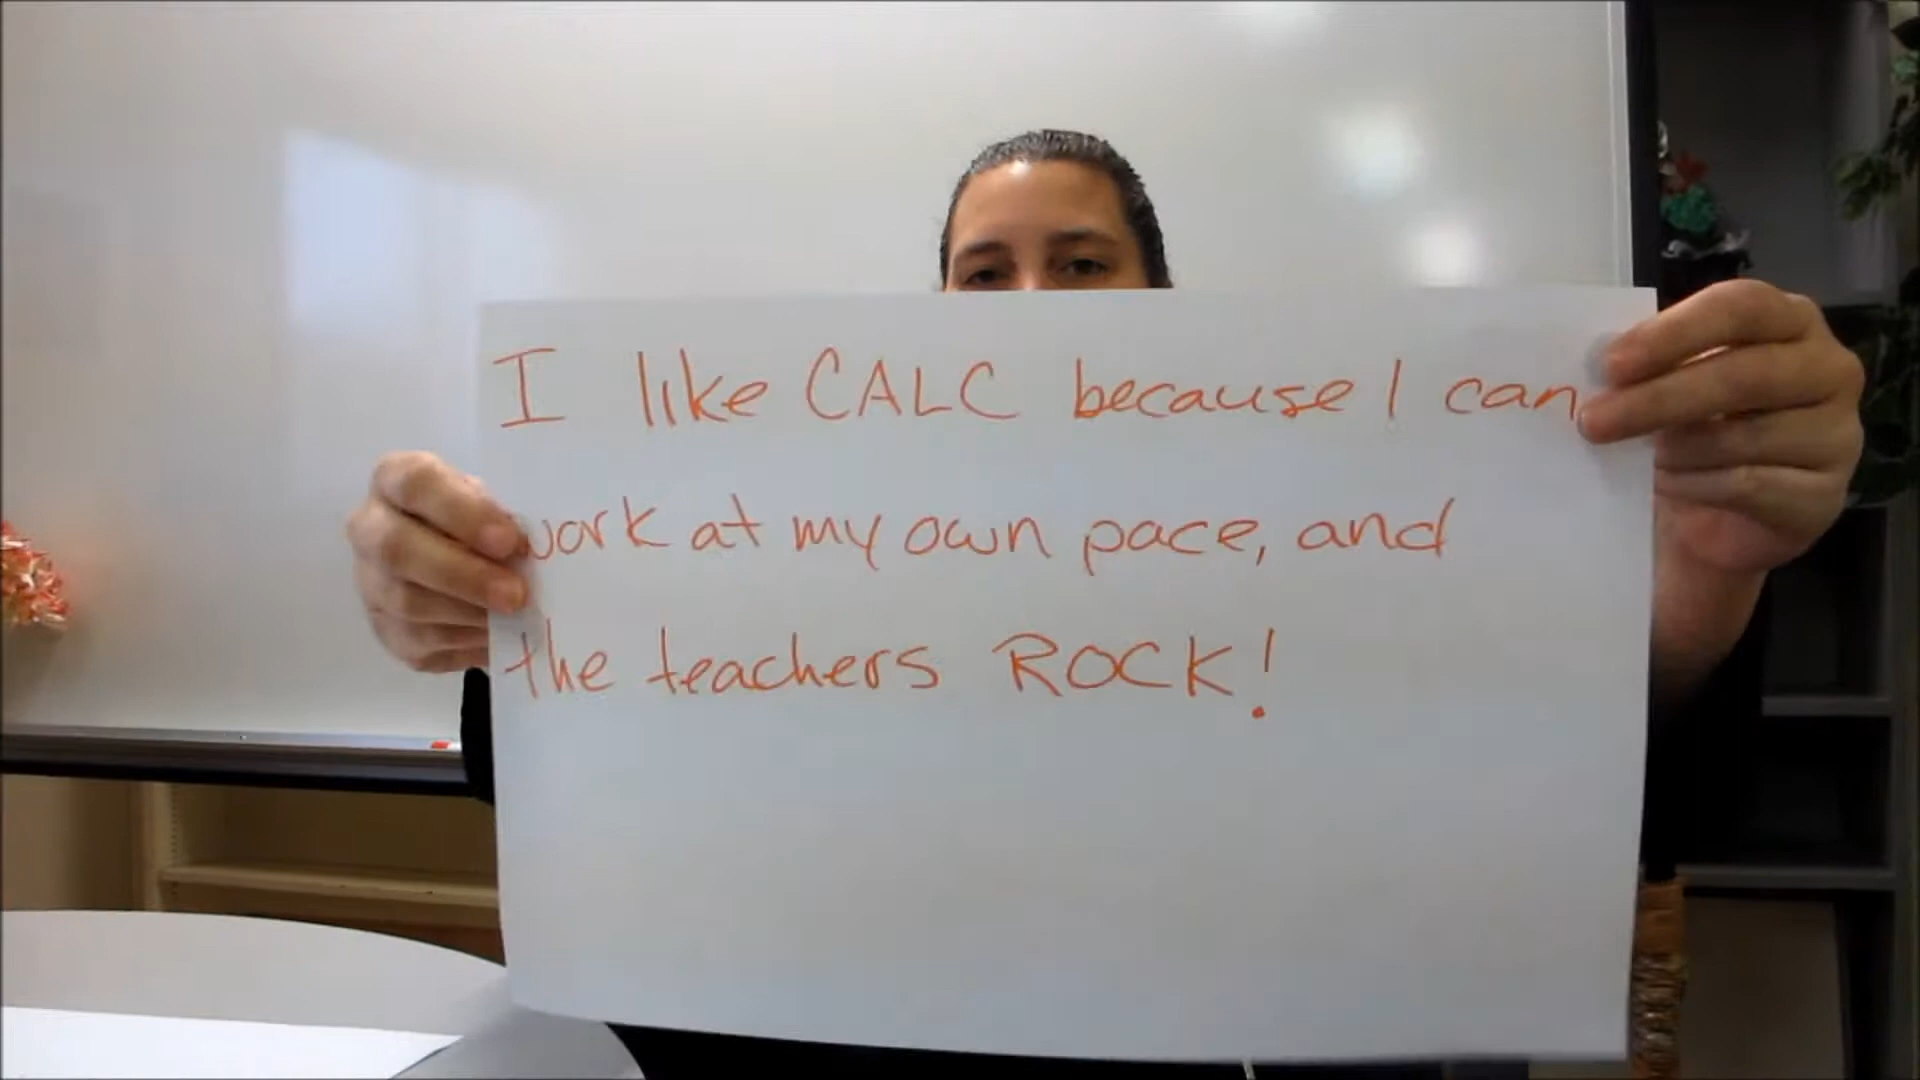 I like CALC because I can
work at my own pace, and
the teachers ROCK!